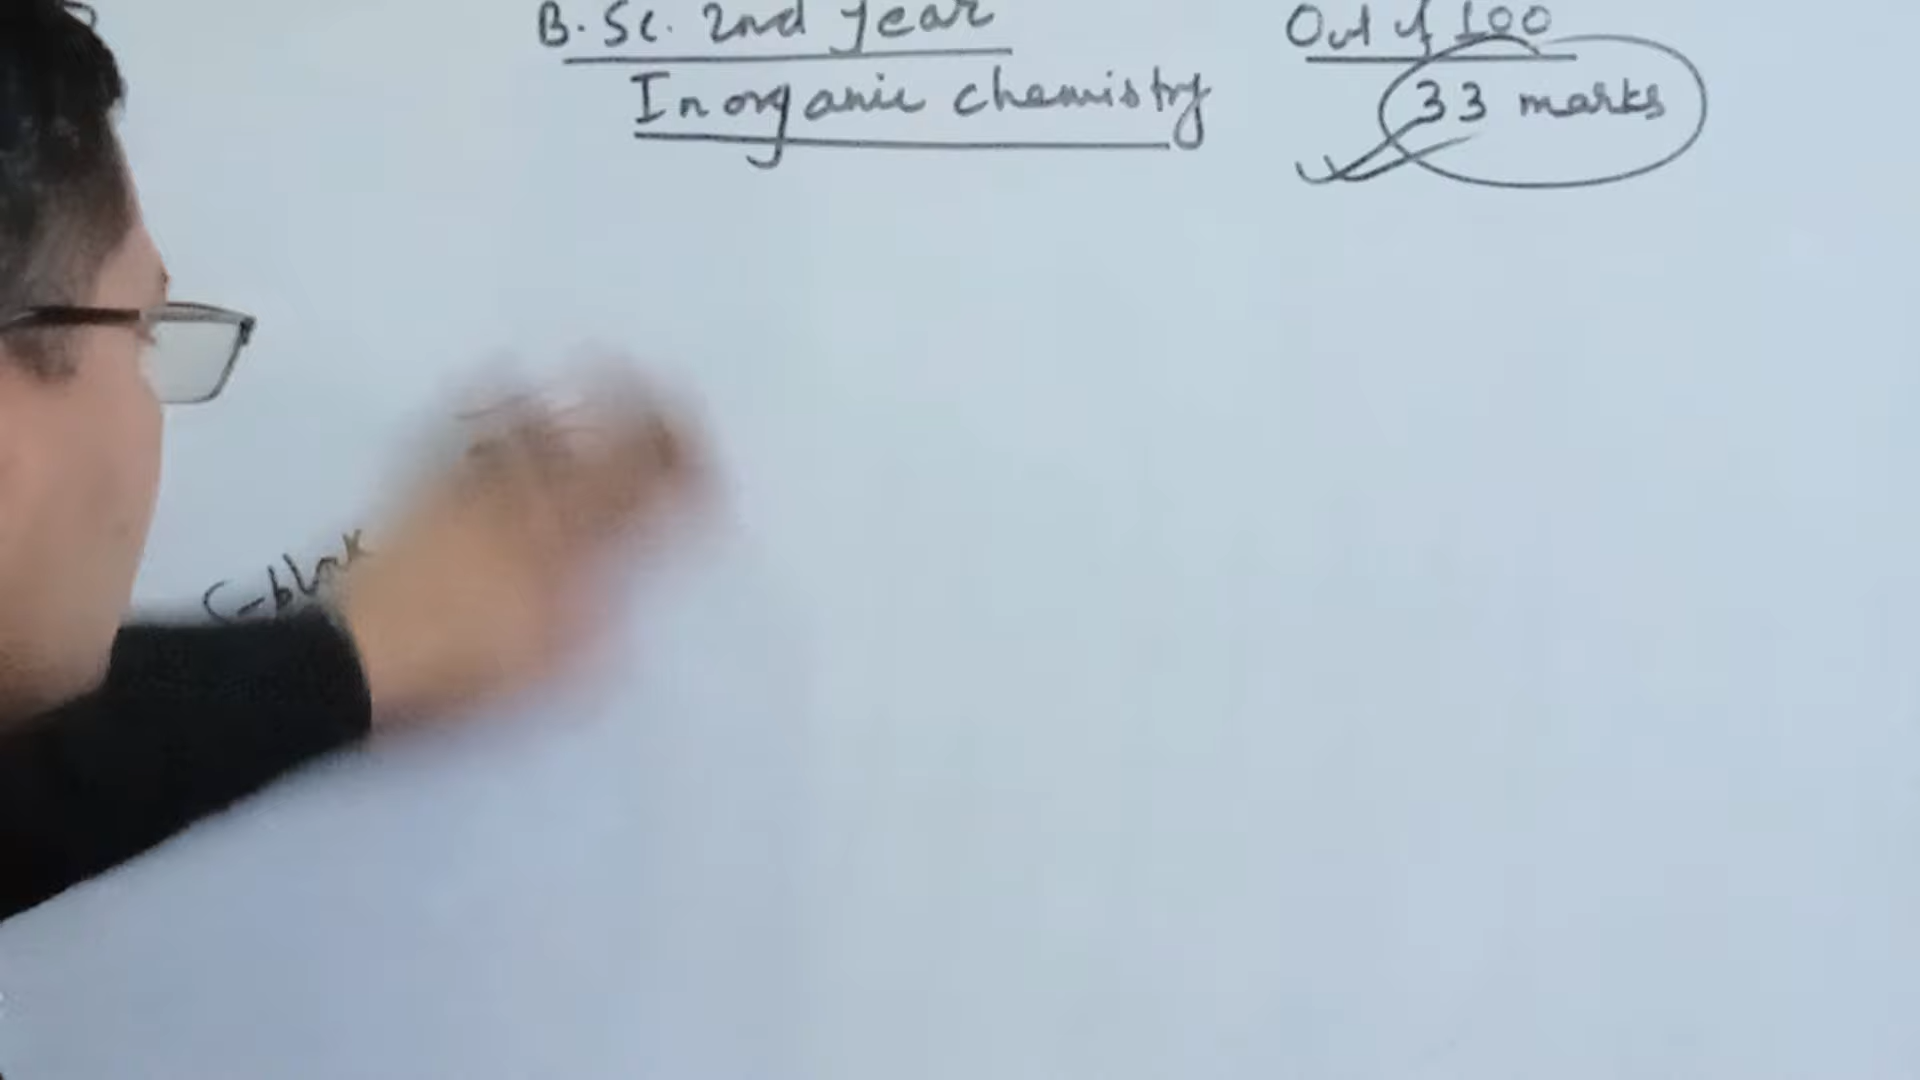 B.Sc. 2nd year
Out of 100
Inorganic chemistry
33 marks